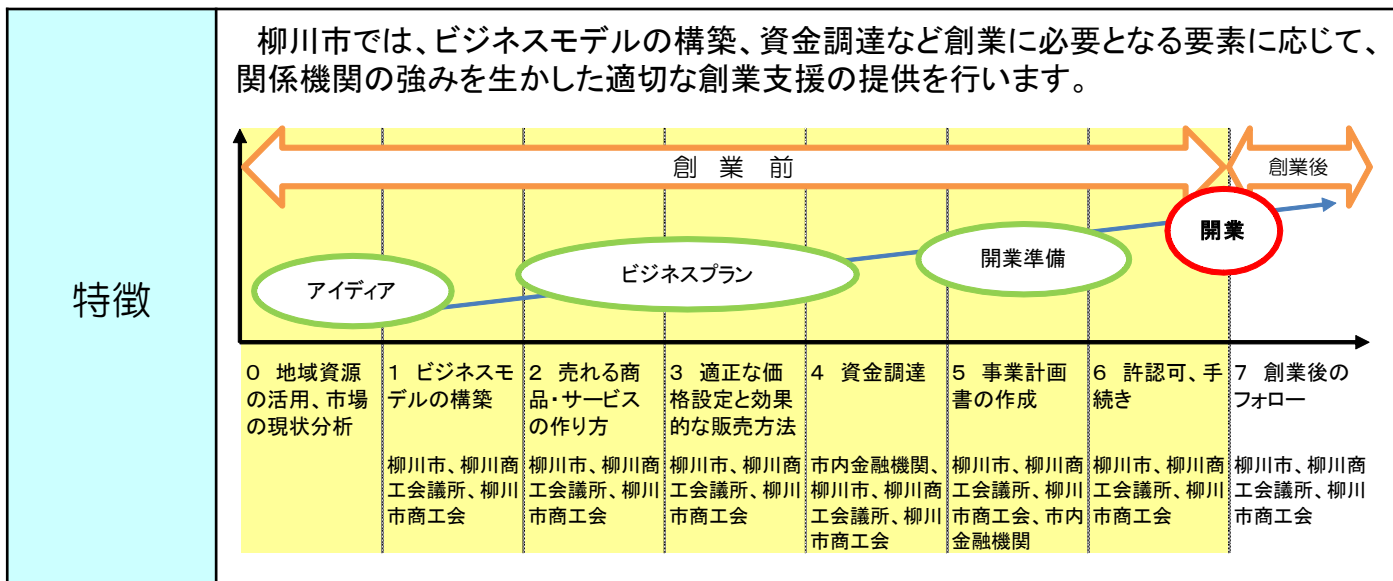 特徴
柳川市では、ビジネスモデルの構築、資金調達など創業に必要となる要素に応じて、
関係機関の強みを生かした適切な創業支援の提供を行います。
創業前
創業後
アイディア
ビジネスプラン
開業準備
開業
０ 地域資源
の活用、市場
の現状分析
１ ビジネスモ
デルの構築
柳川市、柳川商
工会議所、柳川
市商工会
２ 売れる商
品・サービス
の作り方
柳川市、柳川商
工会議所、柳川
市商工会
３ 適正な価
格設定と効果
的な販売方法
柳川市、柳川商
工会議所、柳川
市商工会
４ 資金調達
市内金融機関、
柳川市、柳川商
工会議所、柳川
市商工会
５ 事業計画
書の作成
柳川市、柳川商
工会議所、柳川
市商工会、市内
金融機関
６ 許認可、手
続き
柳川市、柳川商
工会議所、柳川
市商工会
７ 創業後の
フォロー
柳川市、柳川商
工会議所、柳川
市商工会